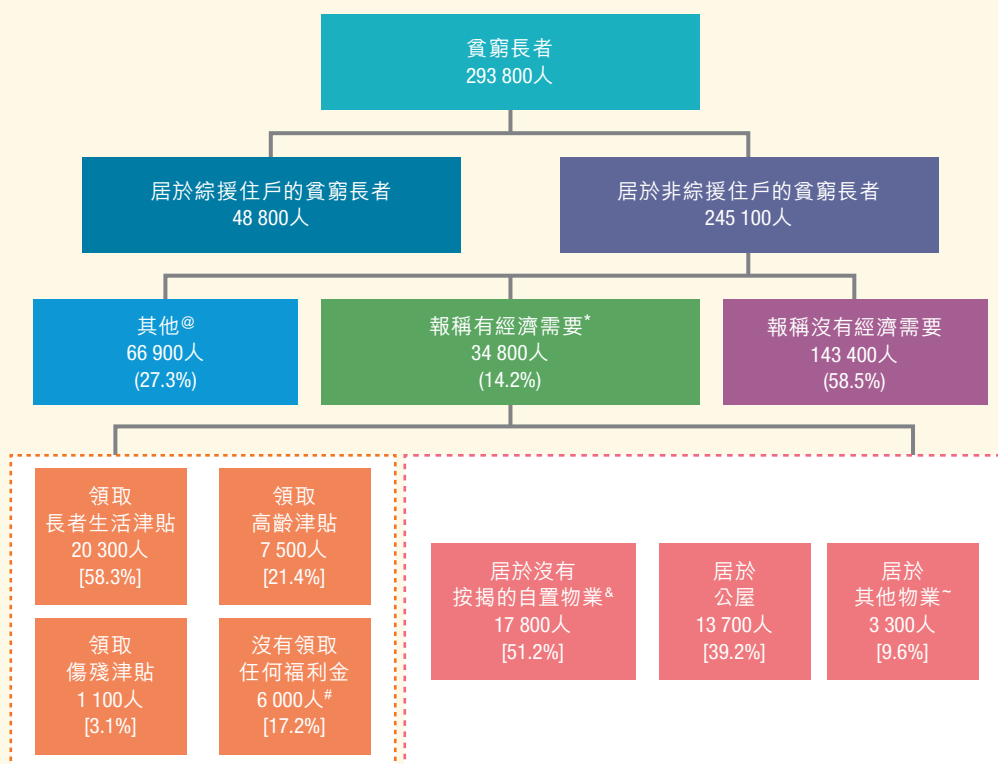 貧窮長者
293 800人
居於綜援住戶的貧窮長者
48 800人
居於非綜援住戶的貧窮長者
245 100人
其他@
66 900人
(27.3%)
報稱有經濟需要*
34 800人
(14.2%)
報稱沒有經濟需要
143 400人
(58.5%)
領取
長者生活津貼
20 300人
[58.3%]
領取
高齡津貼
7 500人
[21.4%]
領取
傷殘津貼
1 100人
[3.1%]
沒有領取
任何福利金
6 000人#
[17.2%]
居於沒有
按揭的自置物業&
17 800人
[51.2%]
居於
公屋
13 700人
[39.2%]
居於
其他物業~
3 300人
[9.6%]